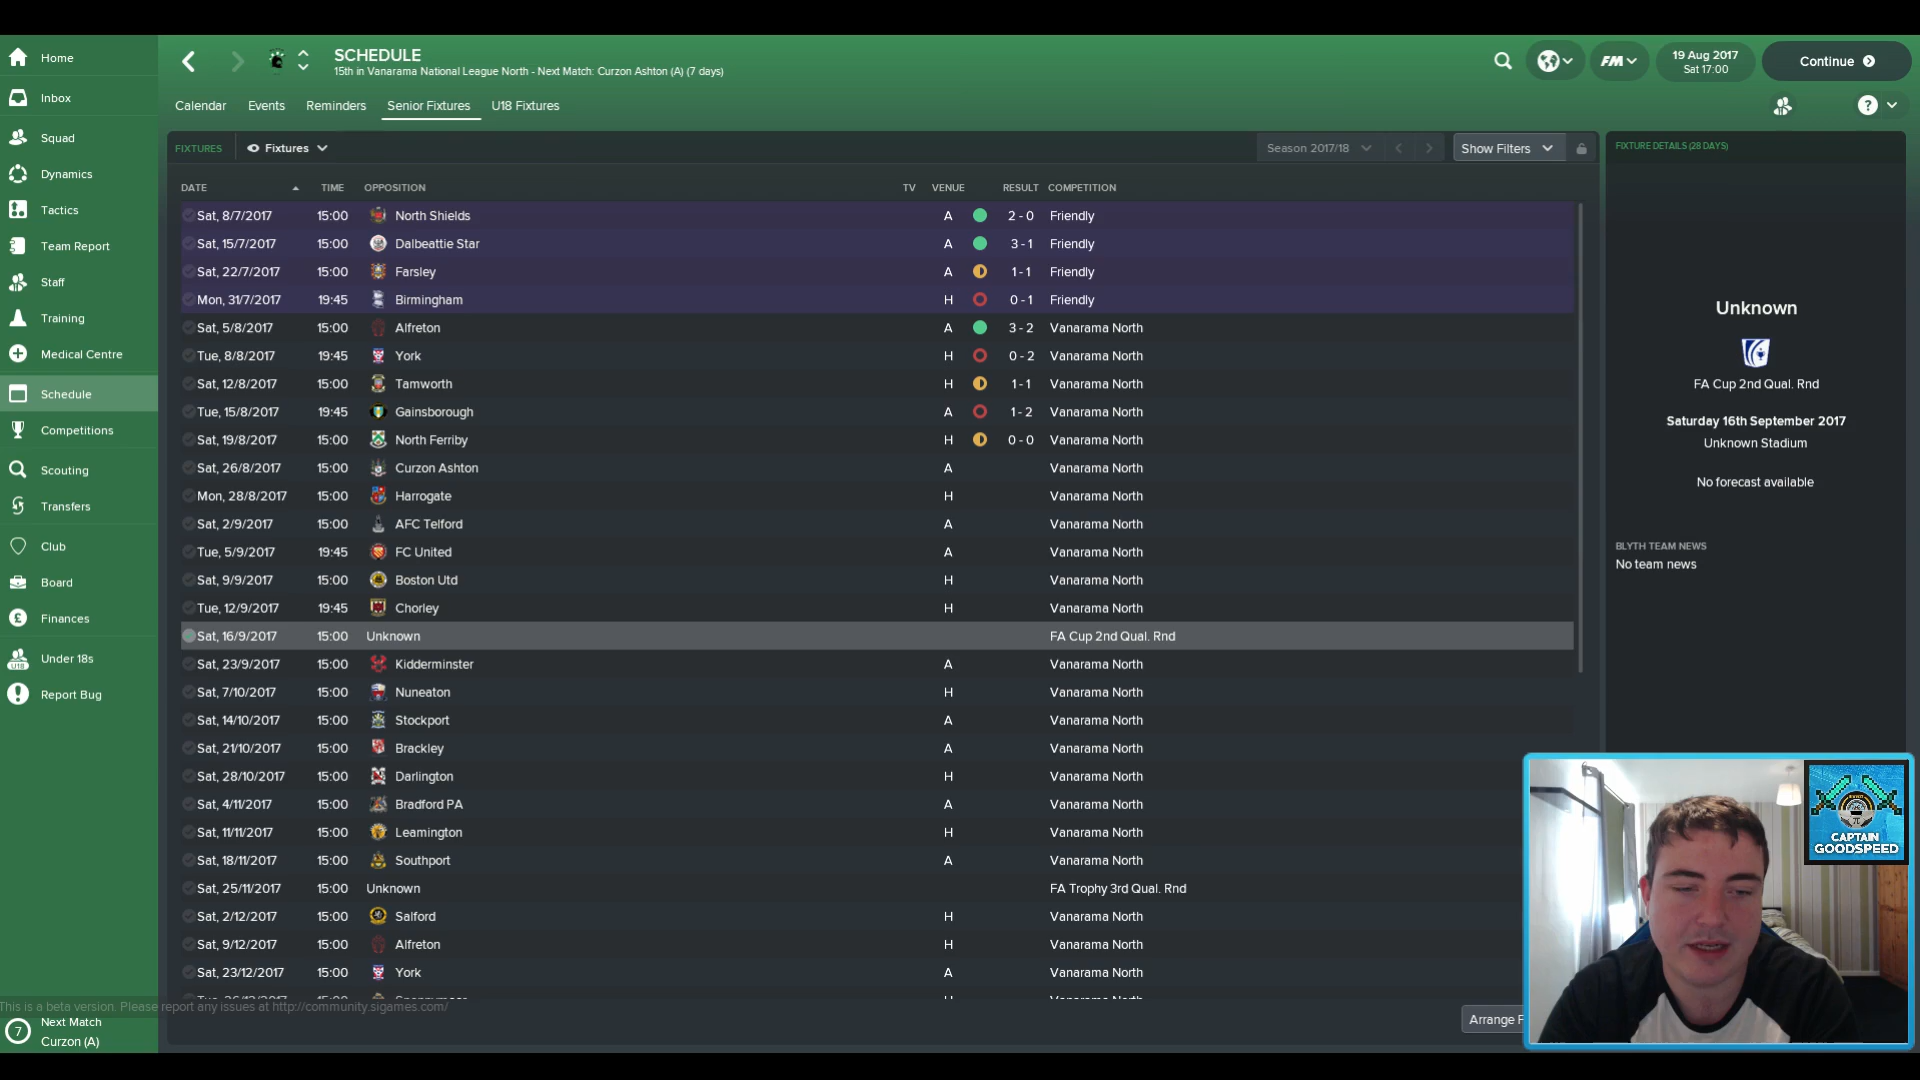 Home
Inbox
Squad
Dynamics
Tactics
Team Report
Staff
Training
Medical Centre
Schedule
Competitions
Scouting
Transfers
Club
Board
Finances
Under 18s
Report Bug
SCHEDULE
15th in Vanarama National League North - Next Match: Curzon Ashton (A) (7 days)
FM
19 Aug 2017
Sat 17:00
Continue
Calendar Events Reminders Senior Fixtures U18 Fixtures
?
FIXTURES Fixtures Season 2017/18 Show Filters
DATE TIME OPPOSITION TV VENUE RESULT COMPETITION
Sat, 8/7/2017 15:00 North Shields A 2 - 0 Friendly
Sat, 15/7/2017 15:00 Dalbeattie Star A 3 - 1 Friendly
Sat, 22/7/2017 15:00 Farsley A 1 - 1 Friendly
Mon, 31/7/2017 19:45 Birmingham H 0 - 1 Friendly
Sat, 5/8/2017 15:00 Alfreton A 3 - 2 Vanarama North
Tue, 8/8/2017 19:45 York H 0 - 2 Vanarama North
Sat, 12/8/2017 15:00 Tamworth H 1 - 1 Vanarama North
Tue, 15/8/2017 19:45 Gainsborough A 1 - 2 Vanarama North
Sat, 19/8/2017 15:00 North Ferriby H 0 - 0 Vanarama North
Sat, 26/8/2017 15:00 Curzon Ashton A Vanarama North
Mon, 28/8/2017 15:00 Harrogate H Vanarama North
Sat, 2/9/2017 15:00 AFC Telford A Vanarama North
Tue, 5/9/2017 19:45 FC United A Vanarama North
Sat, 9/9/2017 15:00 Boston Utd H Vanarama North
Tue, 12/9/2017 19:45 Chorley H Vanarama North
Sat, 16/9/2017 15:00 Unknown FA Cup 2nd Qual. Rnd
Sat, 23/9/2017 15:00 Kidderminster A Vanarama North
Sat, 7/10/2017 15:00 Nuneaton H Vanarama North
Sat, 14/10/2017 15:00 Stockport A Vanarama North
Sat, 21/10/2017 15:00 Brackley A Vanarama North
Sat, 28/10/2017 15:00 Darlington H Vanarama North
Sat, 4/11/2017 15:00 Bradford PA A Vanarama North
Sat, 11/11/2017 15:00 Leamington H Vanarama North
Sat, 18/11/2017 15:00 Southport A Vanarama North
Sat, 25/11/2017 15:00 Unknown FA Trophy 3rd Qual. Rnd
Sat, 2/12/2017 15:00 Salford H Vanarama North
Sat, 9/12/2017 15:00 Alfreton H Vanarama North
Sat, 23/12/2017 15:00 York A Vanarama North
This is a beta version. Please report any issues at http://community.sigames.com/
7
Next Match
Curzon (A)
Arrange F
FIXTURE DETAILS (28 DAYS)
Unknown
FA Cup 2nd Qual. Rnd
Saturday 16th September 2017
Unknown Stadium
No forecast available
BLYTH TEAM NEWS
No team news
CAPTAIN
GOODSPEED